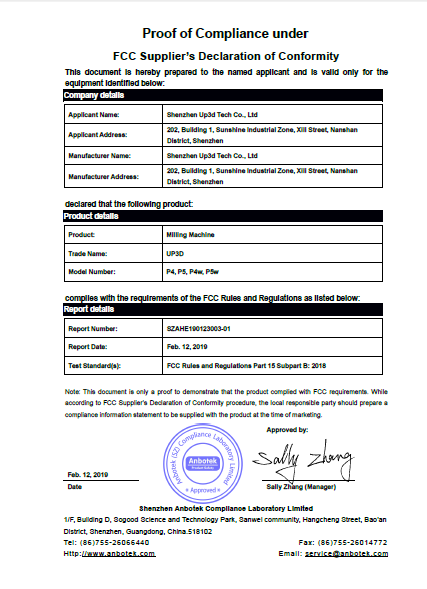 Proof of Compliance under
FCC Supplier's Declaration of Conformity
This document is hereby prepared to the named applicant and is valid only for the
equipment identified below:
Company details
Applicant Name: Shenzhen Up3d Tech Co., Ltd
Applicant Address: 202, Building 1, Sunshine Industrial Zone, Xili Street, Nanshan
District, Shenzhen
Manufacturer Name: Shenzhen Up3d Tech Co., Ltd
Manufacturer Address: 202, Building 1, Sunshine Industrial Zone, Xili Street, Nanshan
District, Shenzhen
declared that the following product:
Product details
Product: Milling Machine
Trade Name: UP3D
Model Number: P4, P5, P4w, P5w
complies with the requirements of the FCC Rules and Regulations as listed below:
Report details
Report Number: SZAHE190123003-01
Report Date: Feb. 12, 2019
Test Standard(s): FCC Rules and Regulations Part 15 Subpart B: 2018
Note: This document is only a proof to demonstrate that the product complied with FCC requirements. While
according to FCC Supplier's Declaration of Conformity procedure, the local responsible party should prepare a
compliance information statement to be supplied with the product at the time of marketing.
Approved by:
Anbotek (SZ) Compliance Laboratory Limited
Anbotek
Product Safety
* Approved *
Sally Zhang
Feb. 12, 2019
Date
Sally Zhang (Manager)
Shenzhen Anbotek Compliance Laboratory Limited
1/F, Building D, Sogood Science and Technology Park, Sanwei community, Hangcheng Street, Bao'an
District, Shenzhen, Guangdong, China.518102
Tel: (86)755-26066440 Fax: (86)755-26014772
Http://www.anbotek.com Email: service@anbotek.com